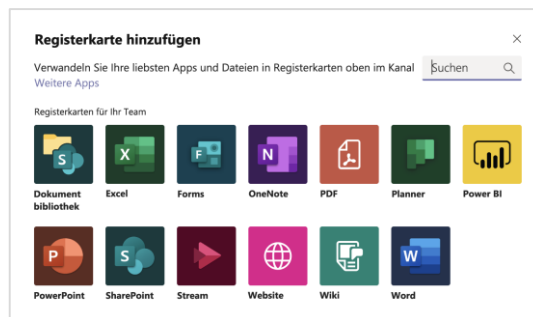 Registerkarte hinzufügen
Verwandeln Sie Ihre liebsten Apps und Dateien in Registerkarten oben im Kanal
Suchen
Weitere Apps
Registerkarten für Ihr Team
S
X
F
N
Dokument
bibliothek
Excel
Forms
OneNote
PDF
Planner
Power BI
P
S
W
PowerPoint
SharePoint
Stream
Website
Wiki
Word